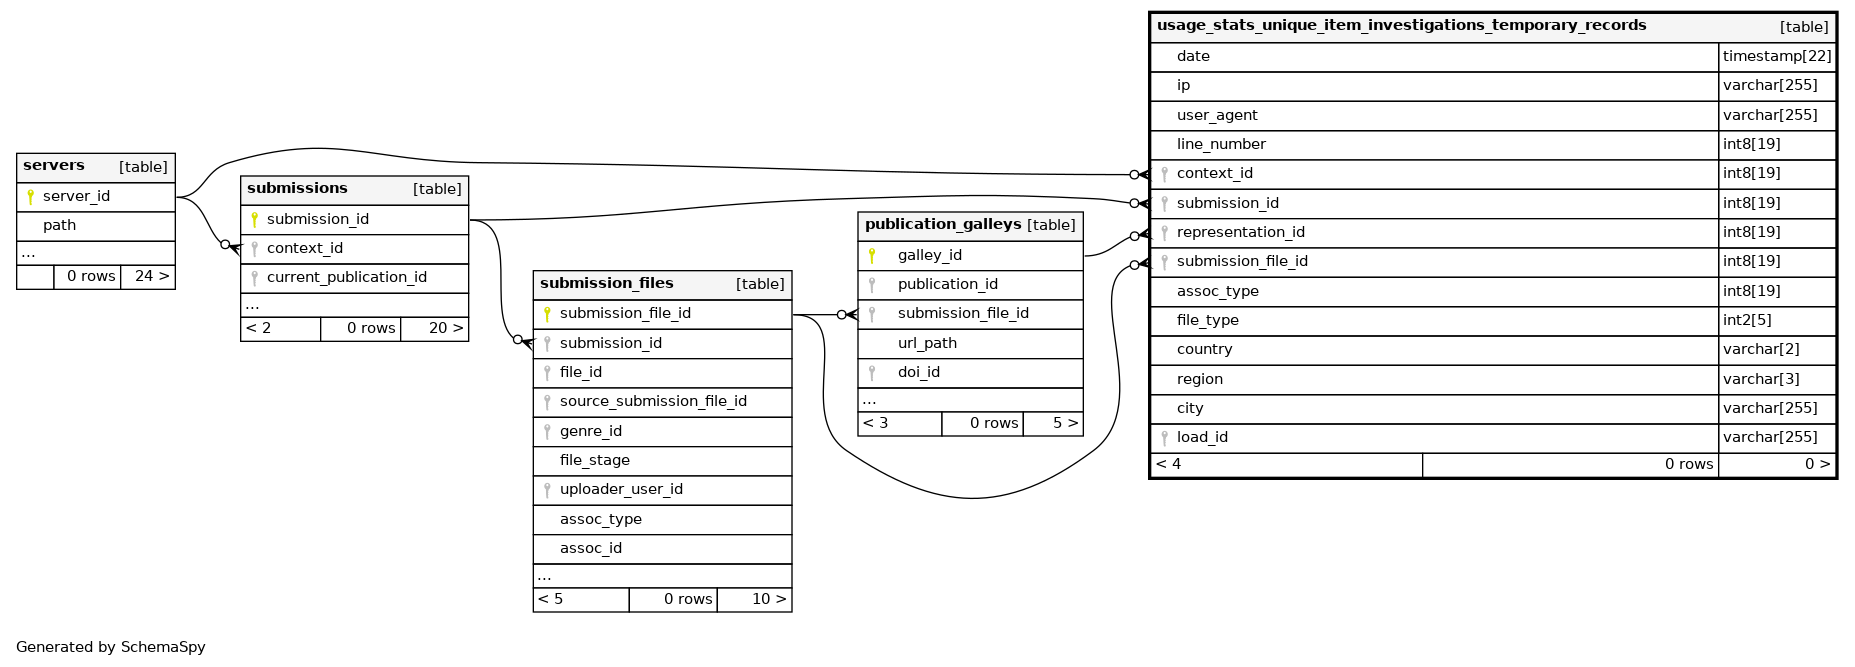 usage_stats_unique_item_investigations_temporary_records [table]
date timestamp[22]
ip varchar[255]
user_agent varchar[255]
line_number int8[19]
context_id int8[19]
submission_id int8[19]
representation_id int8[19]
submission_file_id int8[19]
assoc_type int8[19]
file_type int2[5]
country varchar[2]
region varchar[3]
city varchar[255]
load_id varchar[255]
< 4 0 rows 0 >
servers [table]
server_id
path
...
0 rows 24 >
submissions [table]
submission_id
context_id
current_publication_id
...
< 2 0 rows 20 >
submission_files [table]
submission_file_id
submission_id
file_id
source_submission_file_id
genre_id
file_stage
uploader_user_id
assoc_type
assoc_id
...
< 5 0 rows 10 >
publication_galleys [table]
galley_id
publication_id
submission_file_id
url_path
doi_id
...
< 3 0 rows 5 >
Generated by SchemaSpy